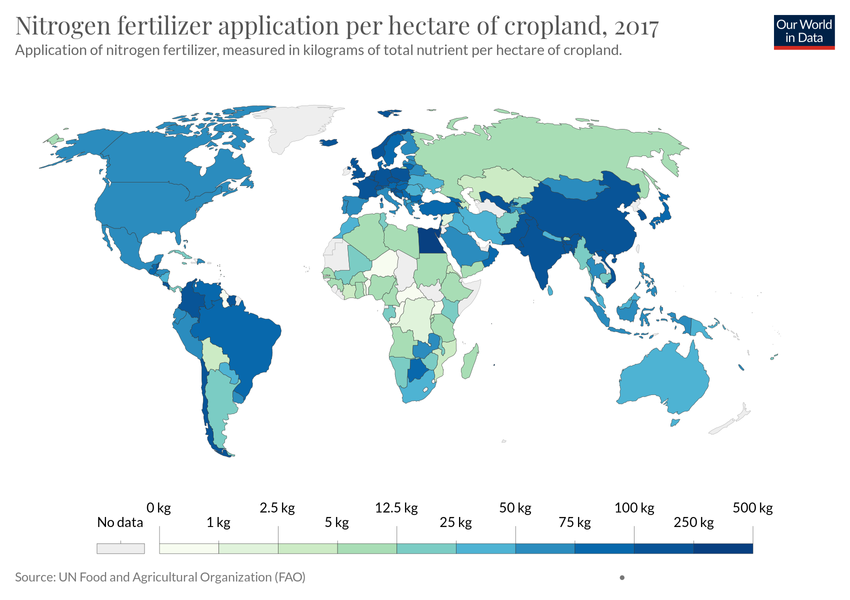 Nitrogen fertilizer application per hectare of cropland, 2017
Application of nitrogen fertilizer, measured in kilograms of total nutrient per hectare of cropland.
Our World
in Data
0 kg 2.5 kg 12.5 kg 50 kg 100 kg 500 kg
No data 1 kg 5 kg 25 kg 75 kg 250 kg
Source: UN Food and Agricultural Organization (FAO)